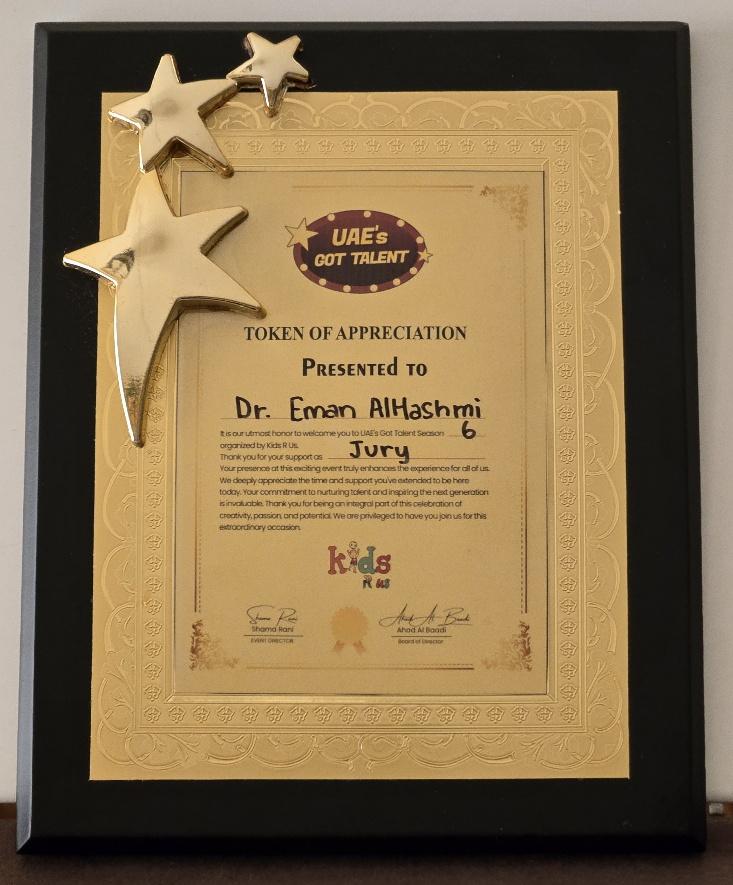 UAE's
GOT TALENT
TOKEN OF APPRECIATION
PRESENTED TO
Dr. Eman AlHashmi
It is our utmost honor to welcome you to UAE's Got Talent Season 6
organized by Kids R Us.
Thank you for your support as Jury
Your presence at this exciting event truly enhances the experience for all of us.
We deeply appreciate the time and support you've extended to be here
today. Your commitment to nurturing talent and inspiring the next generation
is invaluable. Thank you for being an integral part of this celebration of
creativity, passion, and potential. We are privileged to have you join us for this
extraordinary occasion.
kids
R us
Shama Rani Ahad Al Baadi
Shama Rani Ahad Al Baadi
EVENT DIRECTOR Board of Director